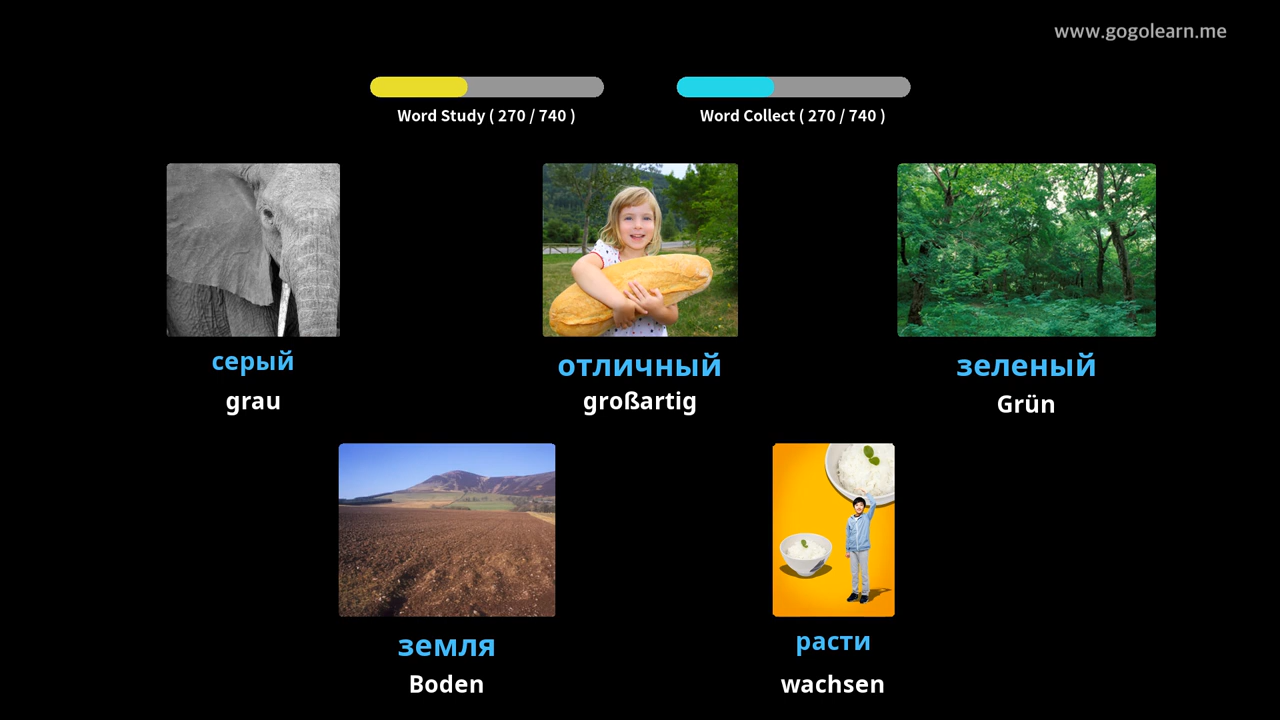 www.gogolearn.me
Word Study ( 270 / 740 )
Word Collect ( 270 / 740 )
серый
grau
отличный
großartig
зеленый
Grün
земля
Boden
расти
wachsen